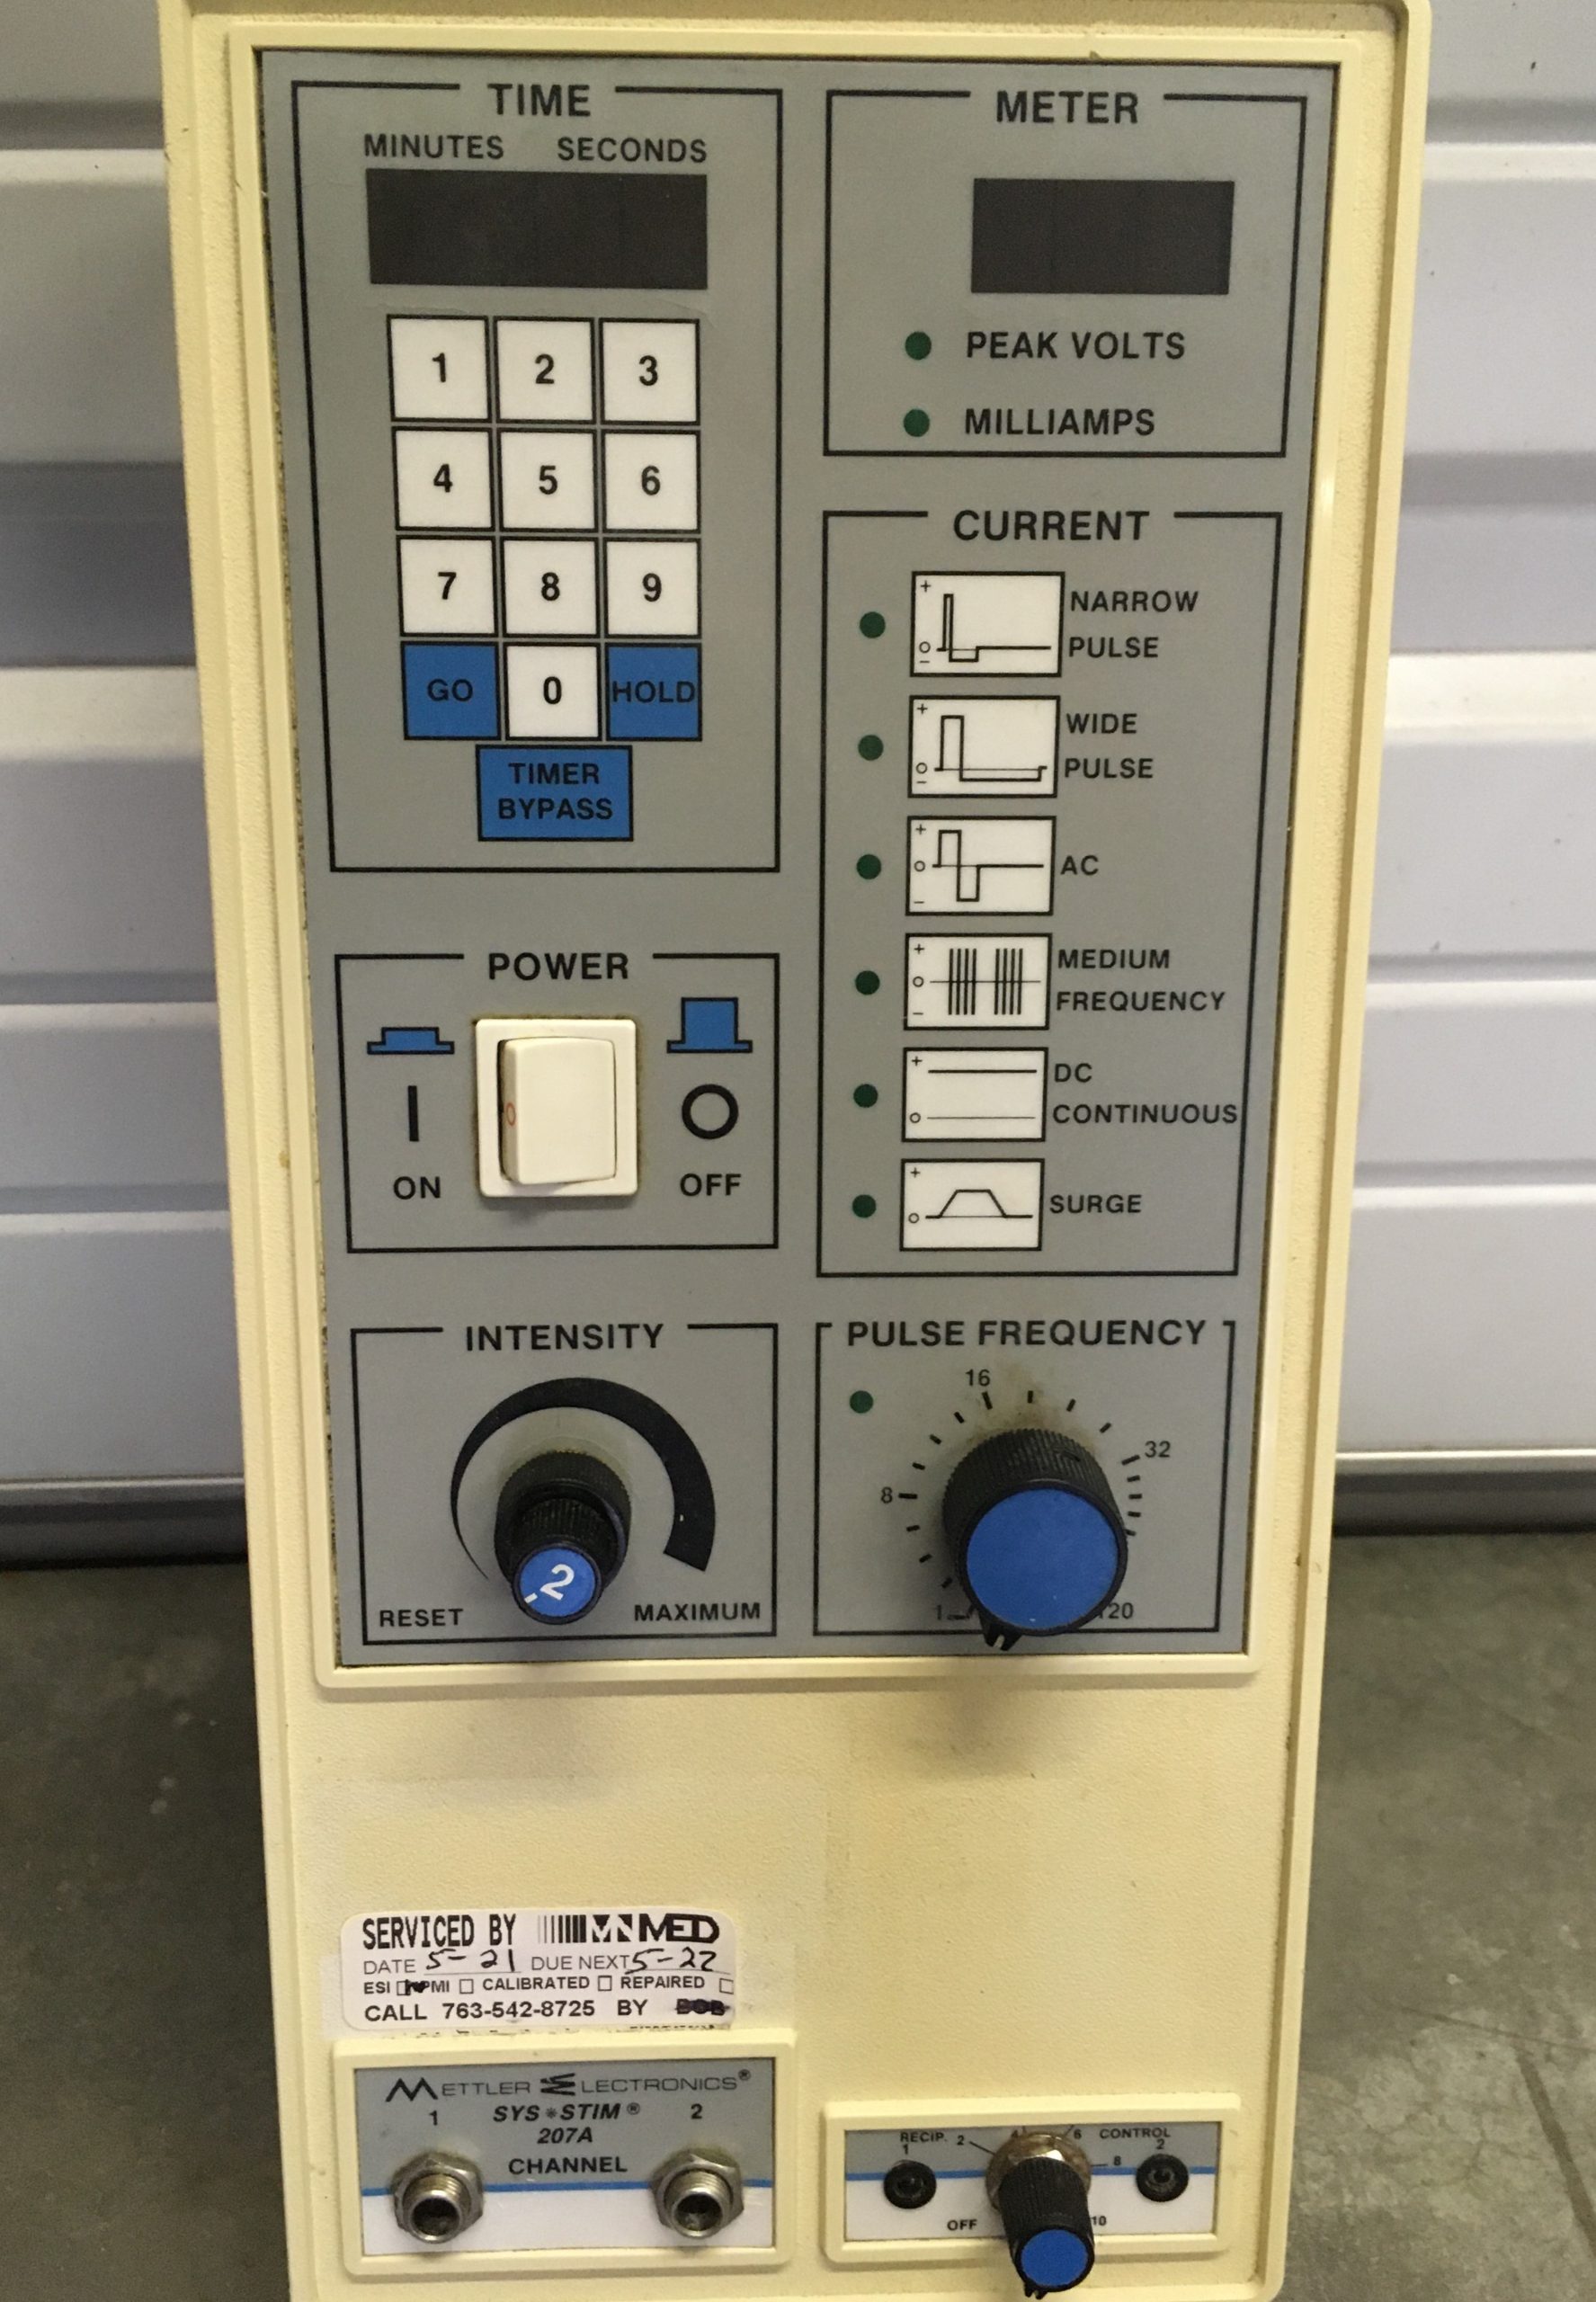 TIME
MINUTES SECONDS
1 2 3
4 5 6
7 8 9
GO 0 HOLD
TIMER
BYPASS
METER
PEAK VOLTS
MILLIAMPS
CURRENT
NARROW
PULSE
WIDE
PULSE
AC
MEDIUM
FREQUENCY
DC
CONTINUOUS
SURGE
POWER
ON
OFF
INTENSITY
2
RESET MAXIMUM
PULSE FREQUENCY
16
32
8
1
120
SERVICED BY MED
DATE 5-21 DUE NEXT 5-22
ESI PMI CALIBRATED REPAIRED
CALL 763-542-8725 BY BOB
METTLER ELECTRONICS®
SYS*STIM®
207A
1 2
CHANNEL
RECIP. CONTROL
1 2 4 6 8 2
OFF 10